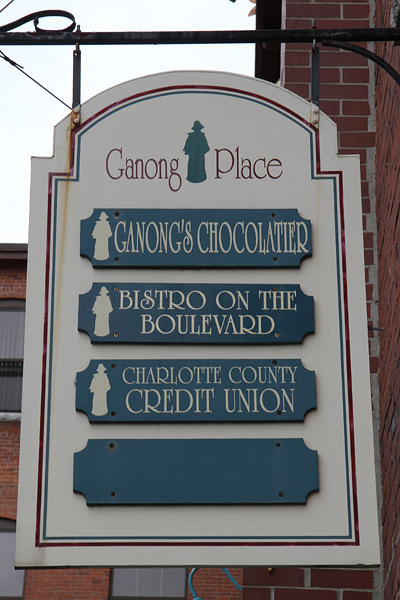 Ganong Place
GANONG'S CHOCOLATIER
BISTRO ON THE
BOULEVARD
CHARLOTTE COUNTY
CREDIT UNION